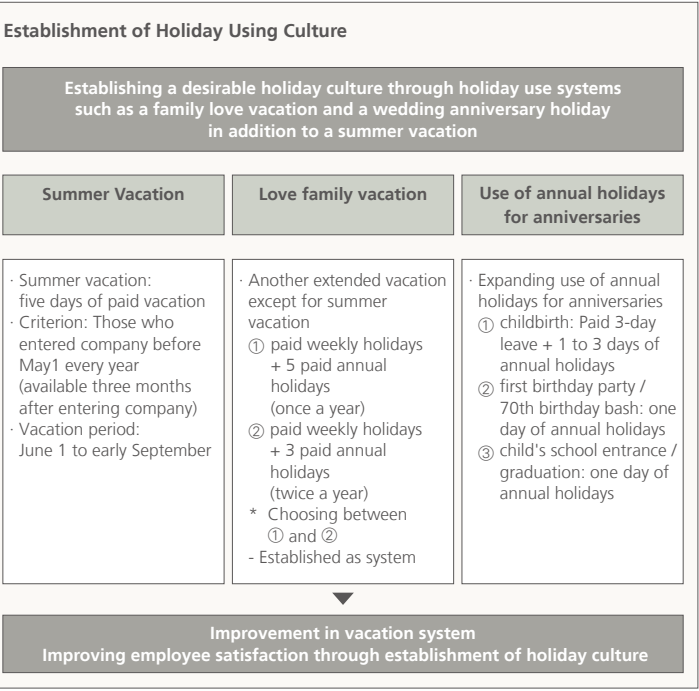 Establishment of Holiday Using Culture
Establishing a desirable holiday culture through holiday use systems
such as a family love vacation and a wedding anniversary holiday
in addition to a summer vacation
Summer Vacation
Love family vacation
Use of annual holidays
for anniversaries
· Summer vacation:
five days of paid vacation
· Criterion: Those who
entered company before
May1 every year
(available three months
after entering company)
· Vacation period:
June 1 to early September
· Another extended vacation
except for summer
vacation
① paid weekly holidays
+ 5 paid annual
holidays
(once a year)
② paid weekly holidays
+ 3 paid annual
holidays
(twice a year)
* Choosing between
① and ②
- Established as system
· Expanding use of annual
holidays for anniversaries
① childbirth: Paid 3-day
leave + 1 to 3 days of
annual holidays
② first birthday party /
70th birthday bash: one
day of annual holidays
③ child's school entrance /
graduation: one day of
annual holidays
Improvement in vacation system
Improving employee satisfaction through establishment of holiday culture